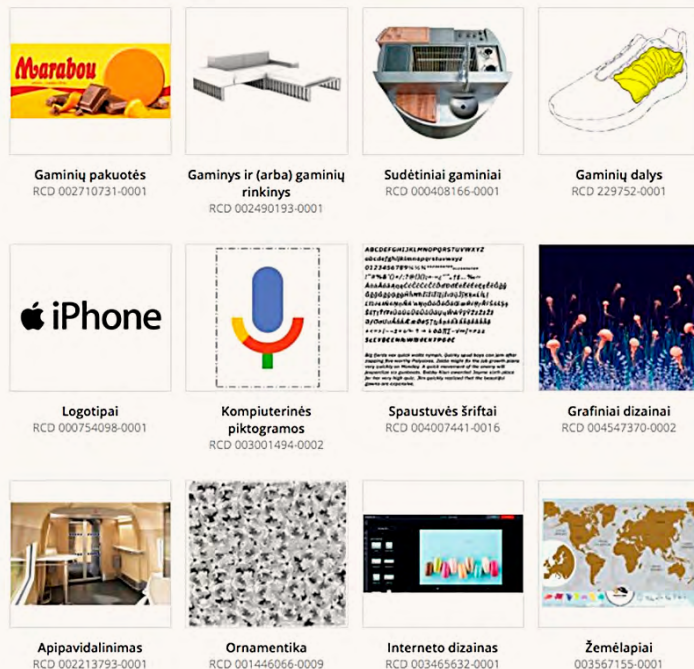 Marabou
Gaminių pakuotės
RCD 002710731-0001
Gaminys ir (arba) gaminių
rinkinys
RCD 002490193-0001
Sudėtiniai gaminiai
RCD 000408166-0001
Gaminių dalys
RCD 229752-0001
iPhone
Logotipai
RCD 000754098-0001
Kompiuterinės
piktogramos
RCD 003001494-0002
ABCDEFGHIJKLMNOPQRSTUVWXYZ
abcdefghijklmnopqrstuvwxyz
Spaustuvės šriftai
RCD 004007441-0016
Grafiniai dizainai
RCD 004547370-0002
Apipavidalinimas
RCD 002213793-0001
Ornamentika
RCD 001446066-0009
Interneto dizainas
RCD 003465632-0001
Žemėlapiai
003567155-0001